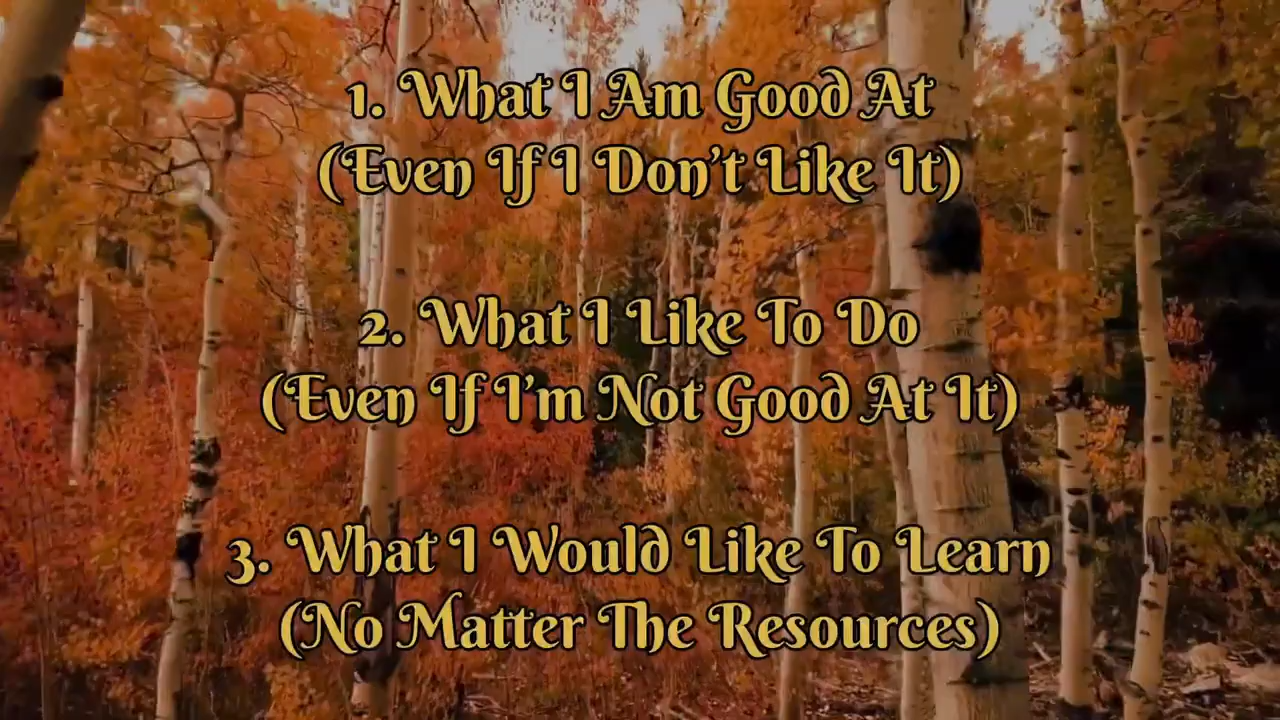 1. What I Am Good At
(Even If I Don't Like It)
2. What I Like To Do
(Even If I'm Not Good At It)
3. What I Would Like To Learn
(No Matter The Resources)